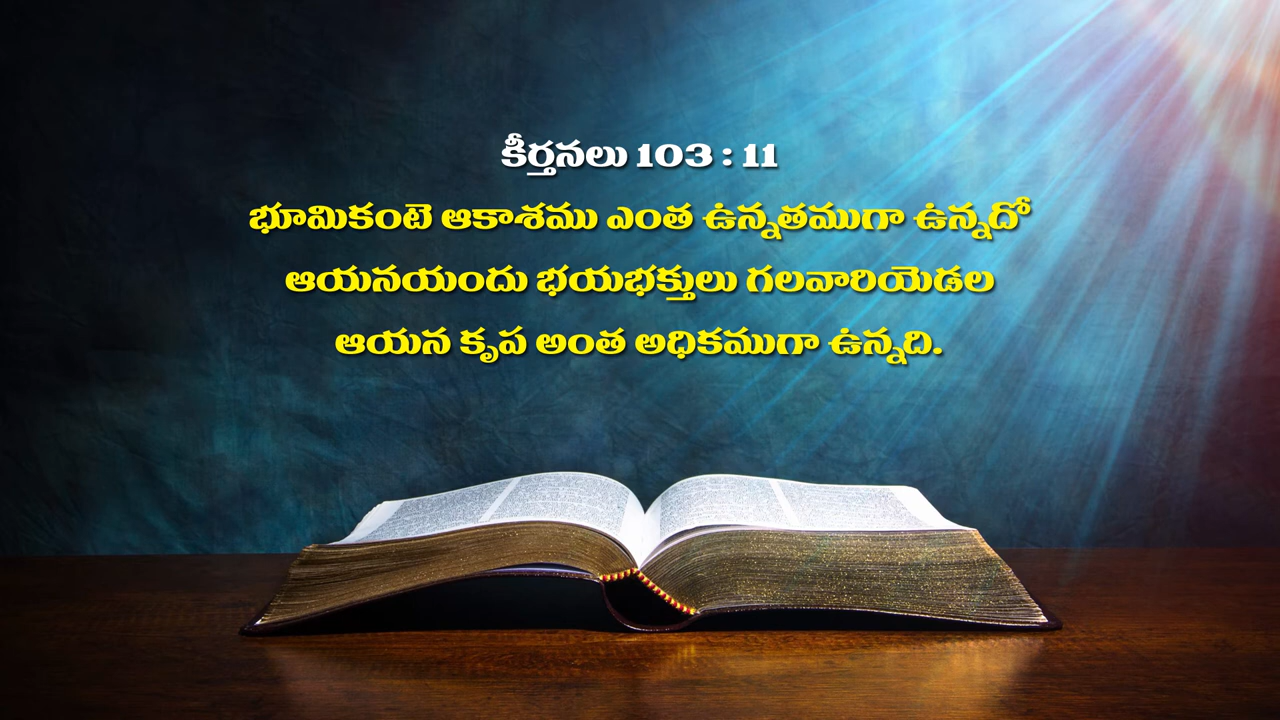 కీర్తనలు 103 : 11
భూమికంటె ఆకాశము ఎంత ఉన్నతముగా ఉన్నదో
ఆయనయందు భయభక్తులు గలవారియెడల
ఆయన కృప అంత అధికముగా ఉన్నది.